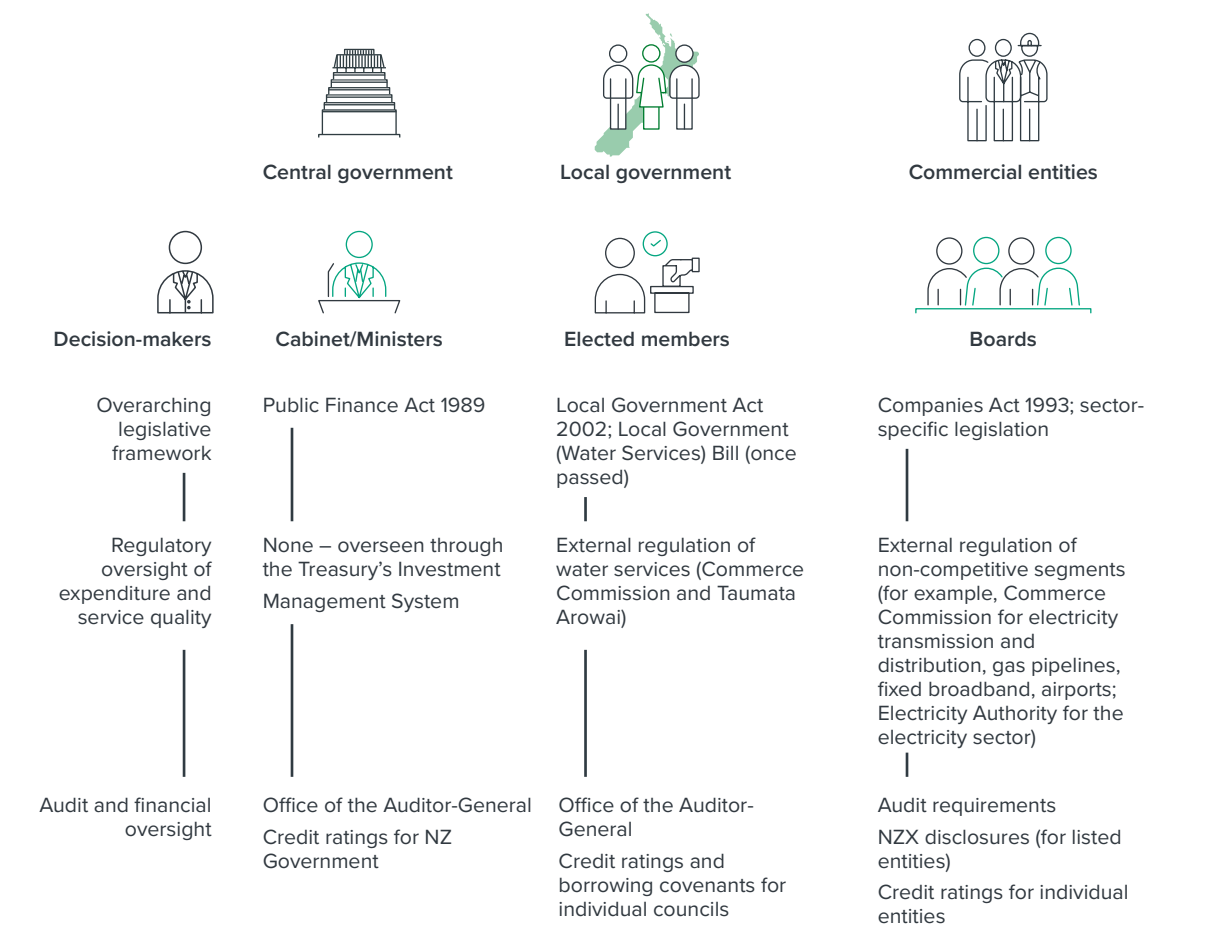 Central government
Local government
Commercial entities
Decision-makers
Cabinet/Ministers
Elected members
Boards
Overarching
legislative
framework
Public Finance Act 1989
Local Government Act
2002; Local Government
(Water Services) Bill (once
passed)
Companies Act 1993; sector-
specific legislation
Regulatory
oversight of
expenditure and
service quality
None – overseen through
the Treasury’s Investment
Management System
External regulation of
water services (Commerce
Commission and Taumata
Arowai)
External regulation of
non-competitive segments
(for example, Commerce
Commission for electricity
transmission and
distribution, gas pipelines,
fixed broadband, airports;
Electricity Authority for the
electricity sector)
Audit and financial
oversight
Office of the Auditor-General
Credit ratings for NZ
Government
Office of the Auditor-
General
Credit ratings and
borrowing covenants for
individual councils
Audit requirements
NZX disclosures (for listed
entities)
Credit ratings for individual
entities